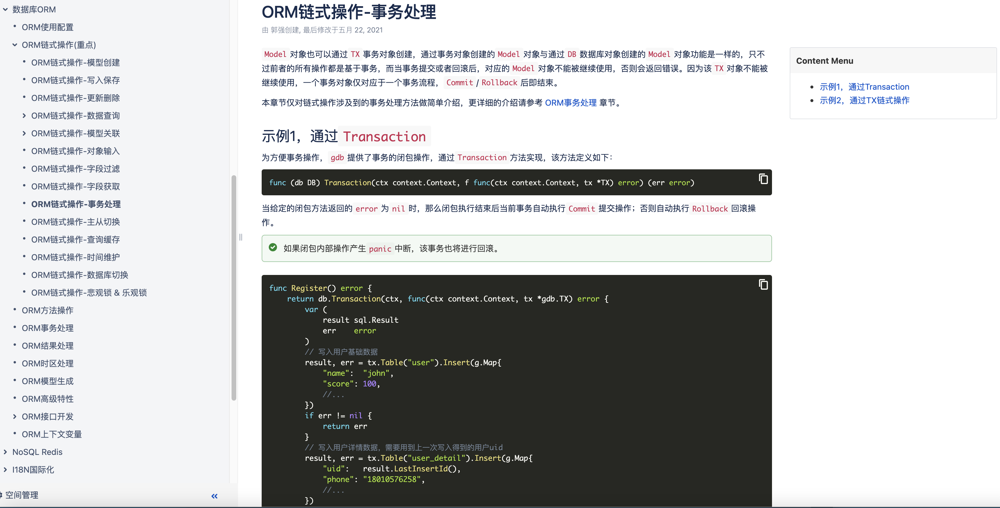 数据库ORM
ORM使用配置
ORM链式操作(重点)
ORM链式操作-模型创建
ORM链式操作-写入保存
ORM链式操作-更新删除
ORM链式操作-数据查询
ORM链式操作-模型关联
ORM链式操作-对象输入
ORM链式操作-字段过滤
ORM链式操作-字段获取
ORM链式操作-事务处理
ORM链式操作-主从切换
ORM链式操作-查询缓存
ORM链式操作-时间维护
ORM链式操作-数据库切换
ORM链式操作-悲观锁 & 乐观锁
ORM方法操作
ORM事务处理
ORM结果处理
ORM时区处理
ORM模型生成
ORM高级特性
ORM接口开发
ORM上下文变量
NoSQL Redis
I18N国际化
空间管理
ORM链式操作-事务处理
由 郭强创建, 最后修改于五月 22, 2021
Model 对象也可以通过 TX 事务对象创建，通过事务对象创建的 Model 对象与通过 DB 数据库对象创建的 Model 对象功能是一样的，只不
过前者的所有操作都是基于事务，而当事务提交或者回滚后，对应的 Model 对象不能被继续使用，否则会返回错误。因为该 TX 对象不能被
继续使用，一个事务对象仅对应于一个事务流程， Commit / Rollback 后即结束。
本章节仅对链式操作涉及到的事务处理方法做简单介绍，更详细的介绍请参考 ORM事务处理 章节。
示例1，通过 Transaction
为方便事务操作， gdb 提供了事务的闭包操作，通过 Transaction 方法实现，该方法定义如下：
func (db DB) Transaction(ctx context.Context, f func(ctx context.Context, tx *TX) error) (err error)
当给定的闭包方法返回的 error 为 nil 时，那么闭包执行结束后当前事务自动执行 Commit 提交操作；否则自动执行 Rollback 回滚操
作。
如果闭包内部操作产生 panic 中断，该事务也将进行回滚。
func Register() error {
    return db.Transaction(ctx, func(ctx context.Context, tx *gdb.TX) error {
        var (
            result sql.Result
            err    error
        )
        // 写入用户基础数据
        result, err = tx.Table("user").Insert(g.Map{
            "name":  "john",
            "score": 100,
            //...
        })
        if err != nil {
            return err
        }
        // 写入用户详情数据，需要用到上一次写入得到的用户uid
        result, err = tx.Table("user_detail").Insert(g.Map{
            "uid":   result.LastInsertId(),
            "phone": "18010576258",
            //...
        })
Content Menu
示例1，通过Transaction
示例2，通过TX链式操作